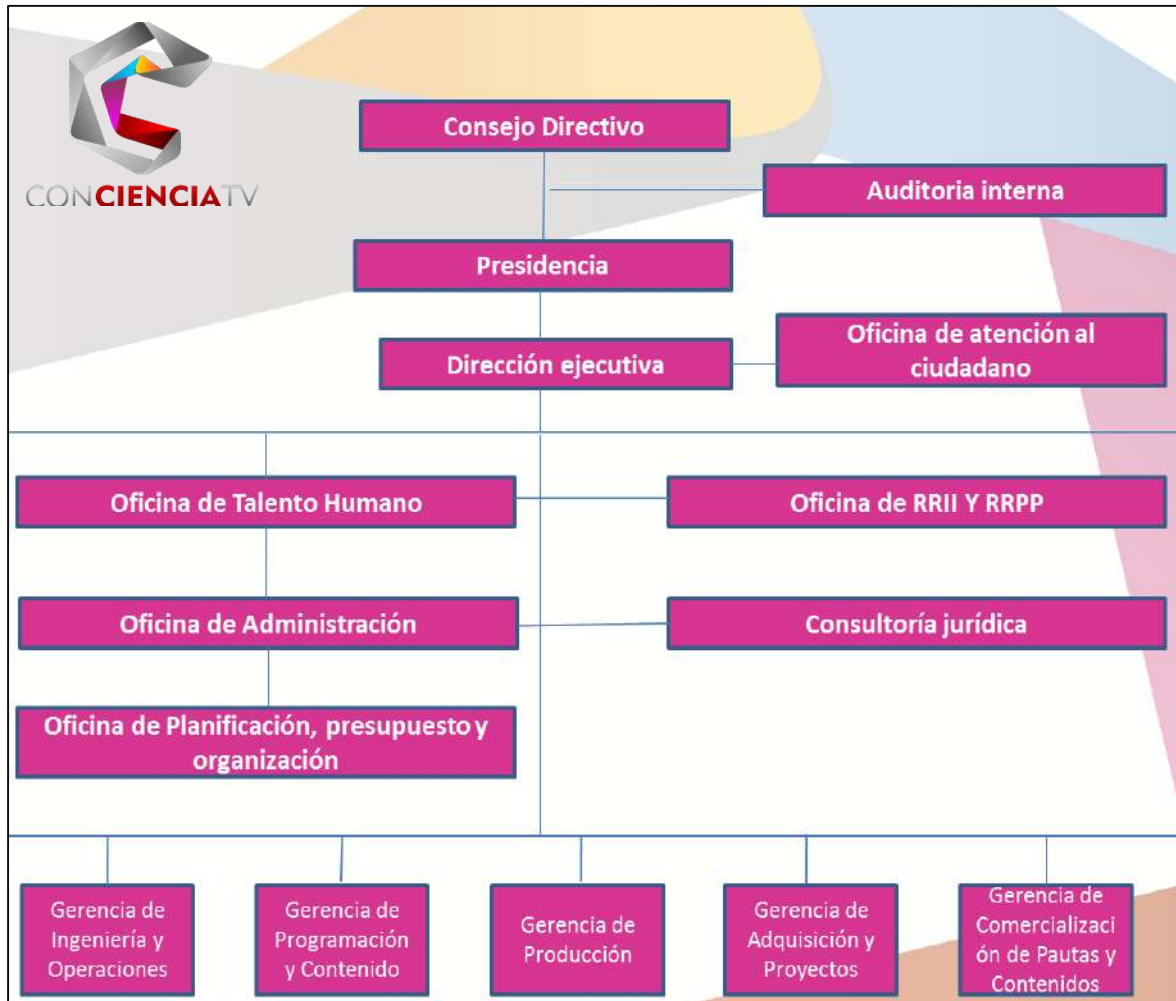 CONCIENCIATV
Consejo Directivo
Auditoria interna
Presidencia
Dirección ejecutiva
Oficina de atención al
ciudadano
Oficina de Talento Humano
Oficina de RRII Y RRPP
Oficina de Administración
Consultoría jurídica
Oficina de Planificación, presupuesto y
organización
Gerencia de
Ingeniería y
Operaciones
Gerencia de
Programación
y Contenido
Gerencia de
Producción
Gerencia de
Adquisición y
Proyectos
Gerencia de
Comercializaci
ón de Pautas y
Contenidos